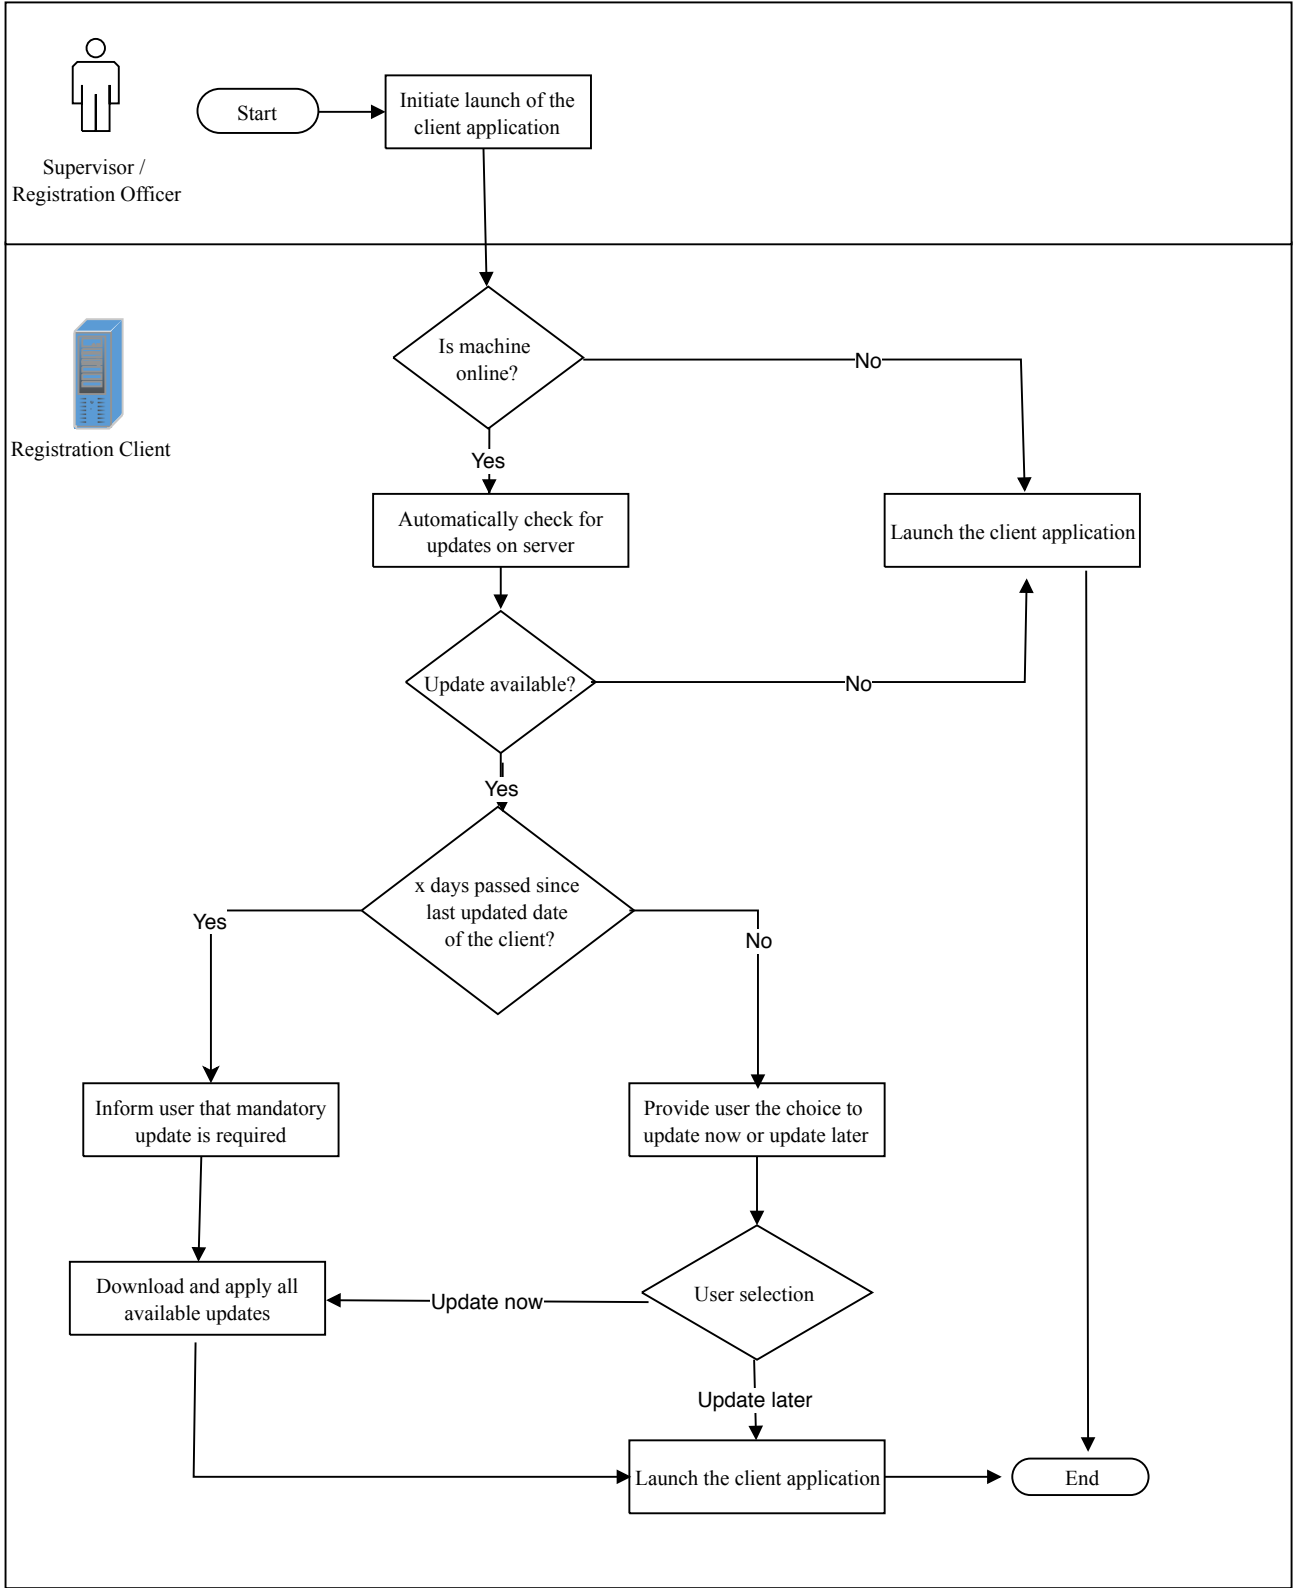 Start
Initiate launch of the
client application
Supervisor /
Registration Officer
Is machine
online?
No
Registration Client
Yes
Automatically check for
updates on server
Launch the client application
Update available?
No
Yes
x days passed since
last updated date
of the client?
Yes
No
Inform user that mandatory
update is required
Provide user the choice to
update now or update later
Download and apply all
available updates
Update now
User selection
Update later
Launch the client application
End